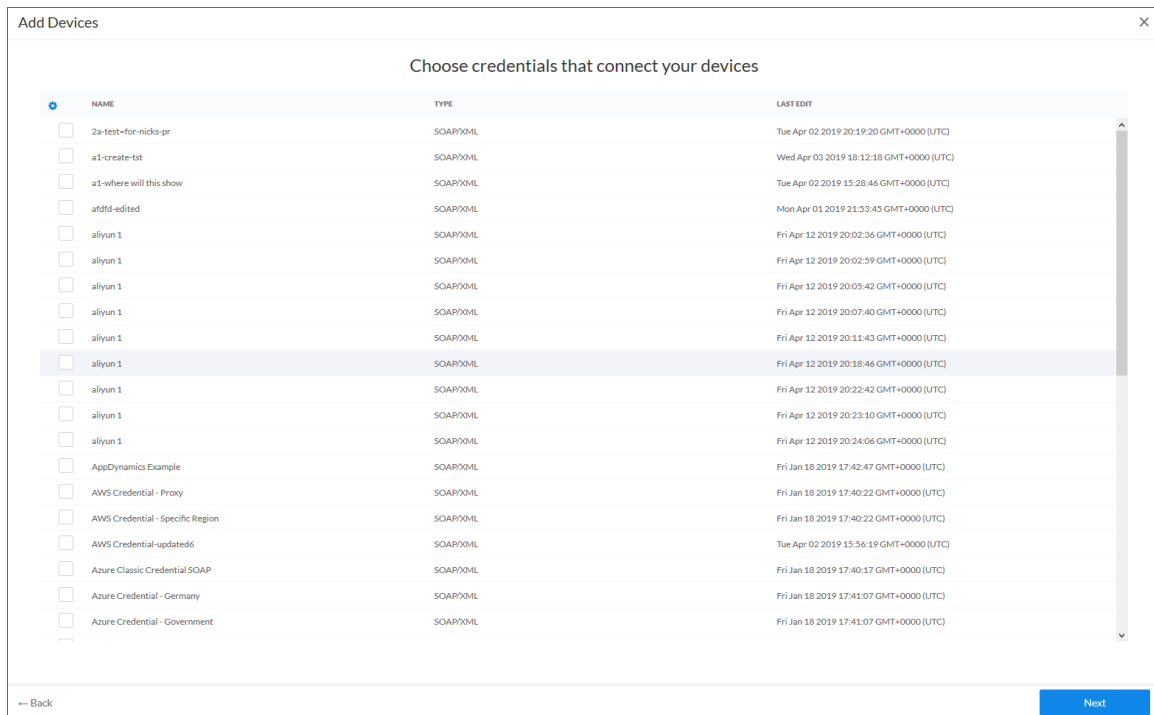 Add Devices ×
Choose credentials that connect your devices
NAME TYPE LAST EDIT
2a-test=for-nicks-pr SOAP/XML Tue Apr 02 2019 20:19:20 GMT+0000 (UTC)
a1-create-tst SOAP/XML Wed Apr 03 2019 18:12:18 GMT+0000 (UTC)
a1-where will this show SOAP/XML Tue Apr 02 2019 15:28:46 GMT+0000 (UTC)
afdfd-edited SOAP/XML Mon Apr 01 2019 21:53:45 GMT+0000 (UTC)
aliyun 1 SOAP/XML Fri Apr 12 2019 20:02:36 GMT+0000 (UTC)
aliyun 1 SOAP/XML Fri Apr 12 2019 20:02:59 GMT+0000 (UTC)
aliyun 1 SOAP/XML Fri Apr 12 2019 20:05:42 GMT+0000 (UTC)
aliyun 1 SOAP/XML Fri Apr 12 2019 20:07:40 GMT+0000 (UTC)
aliyun 1 SOAP/XML Fri Apr 12 2019 20:11:43 GMT+0000 (UTC)
aliyun 1 SOAP/XML Fri Apr 12 2019 20:18:46 GMT+0000 (UTC)
aliyun 1 SOAP/XML Fri Apr 12 2019 20:22:42 GMT+0000 (UTC)
aliyun 1 SOAP/XML Fri Apr 12 2019 20:23:10 GMT+0000 (UTC)
aliyun 1 SOAP/XML Fri Apr 12 2019 20:24:06 GMT+0000 (UTC)
AppDynamics Example SOAP/XML Fri Jan 18 2019 17:42:47 GMT+0000 (UTC)
AWS Credential - Proxy SOAP/XML Fri Jan 18 2019 17:40:22 GMT+0000 (UTC)
AWS Credential - Specific Region SOAP/XML Fri Jan 18 2019 17:40:22 GMT+0000 (UTC)
AWS Credential-updated6 SOAP/XML Tue Apr 02 2019 15:56:19 GMT+0000 (UTC)
Azure Classic Credential SOAP SOAP/XML Fri Jan 18 2019 17:40:17 GMT+0000 (UTC)
Azure Credential - Germany SOAP/XML Fri Jan 18 2019 17:41:07 GMT+0000 (UTC)
Azure Credential - Government SOAP/XML Fri Jan 18 2019 17:41:07 GMT+0000 (UTC)
← Back Next